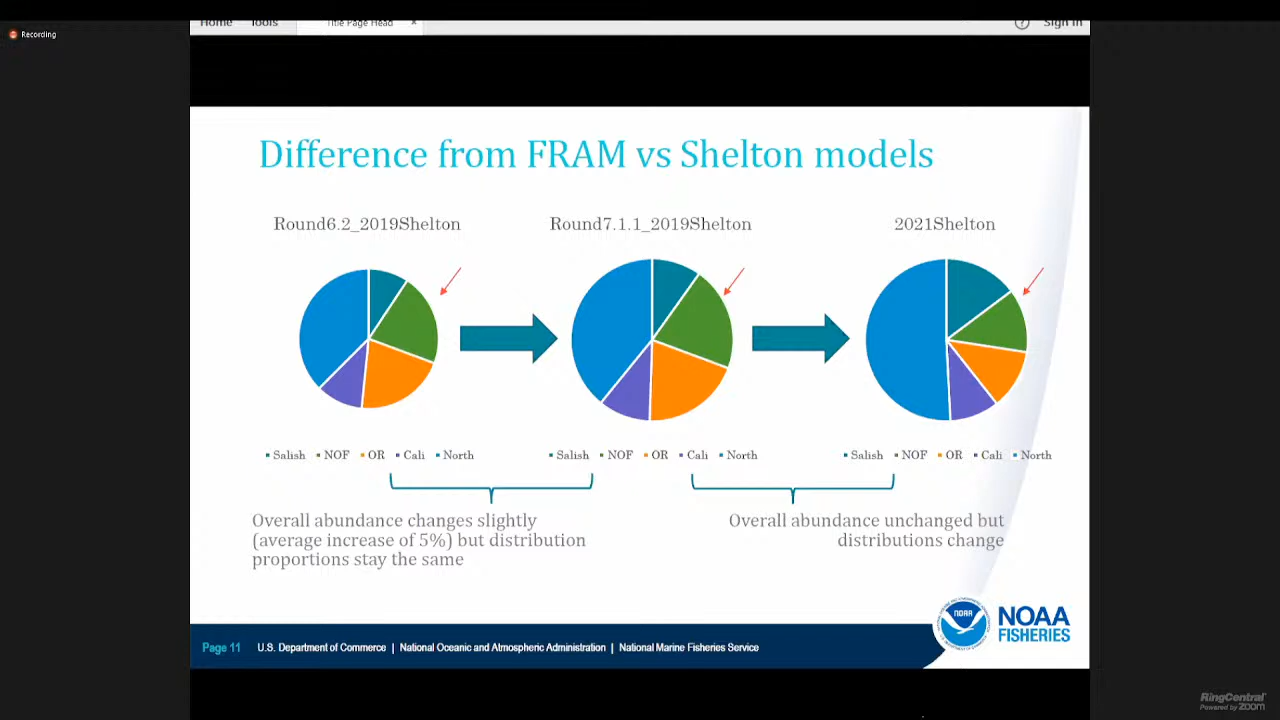 Home Tools Title Page Head × ? Sign In
Recording
Difference from FRAM vs Shelton models
Round6.2_2019Shelton
Round7.1.1_2019Shelton
2021Shelton
Salish NOF OR Cali North
Salish NOF OR Cali North
Salish NOF OR Cali North
Overall abundance changes slightly
(average increase of 5%) but distribution
proportions stay the same
Overall abundance unchanged but
distributions change
NOAA
NOAA
FISHERIES
Page 11 U.S. Department of Commerce | National Oceanic and Atmospheric Administration | National Marine Fisheries Service
RingCentral
Powered by zoom